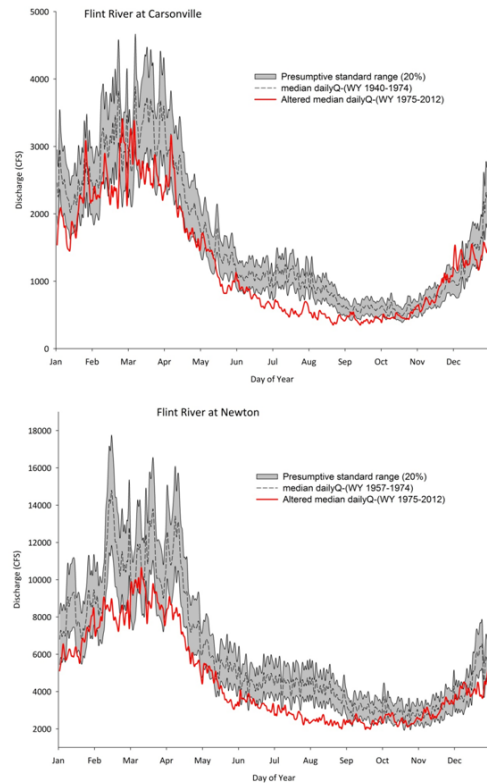 Flint River at Carsonville
5000
4000
3000
2000
1000
0
Discharge (CFS)
Presumptive standard range (20%)
median dailyQ-(WY 1940-1974)
Altered median dailyQ-(WY 1975-2012)
Jan Feb Mar Apr May Jun Jul Aug Sep Oct Nov Dec
Day of Year
Flint River at Newton
18000
16000
14000
12000
10000
8000
6000
4000
2000
Discharge (CFS)
Presumptive standard range (20%)
median dailyQ-(WY 1957-1974)
Altered median dailyQ-(WY 1975-2012)
Jan Feb Mar Apr May Jun Jul Aug Sep Oct Nov Dec
Day of Year